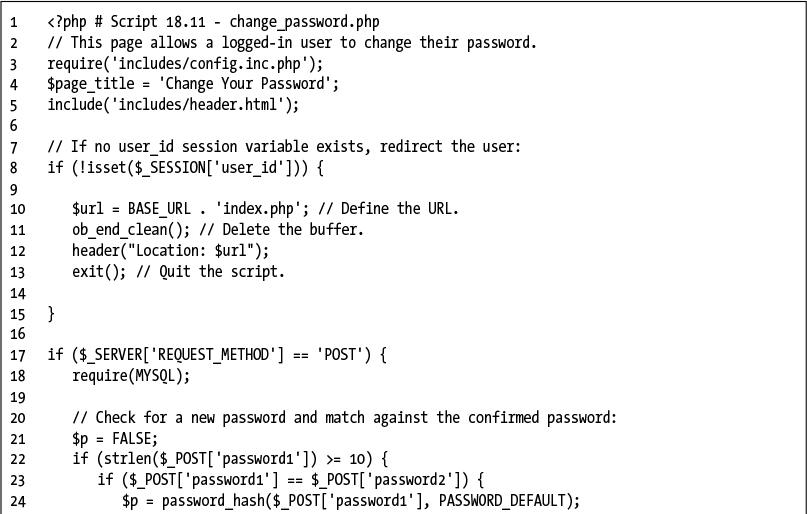 1 <?php # Script 18.11 - change_password.php
2 // This page allows a logged-in user to change their password.
3 require('includes/config.inc.php');
4 $page_title = 'Change Your Password';
5 include('includes/header.html');
6
7 // If no user_id session variable exists, redirect the user:
8 if (!isset($_SESSION['user_id'])) {
9
10 $url = BASE_URL . 'index.php'; // Define the URL.
11 ob_end_clean(); // Delete the buffer.
12 header("Location: $url");
13 exit(); // Quit the script.
14
15 }
16
17 if ($_SERVER['REQUEST_METHOD'] == 'POST') {
18 require(MYSQL);
19
20 // Check for a new password and match against the confirmed password:
21 $p = FALSE;
22 if (strlen($_POST['password1']) >= 10) {
23 if ($_POST['password1'] == $_POST['password2']) {
24 $p = password_hash($_POST['password1'], PASSWORD_DEFAULT);